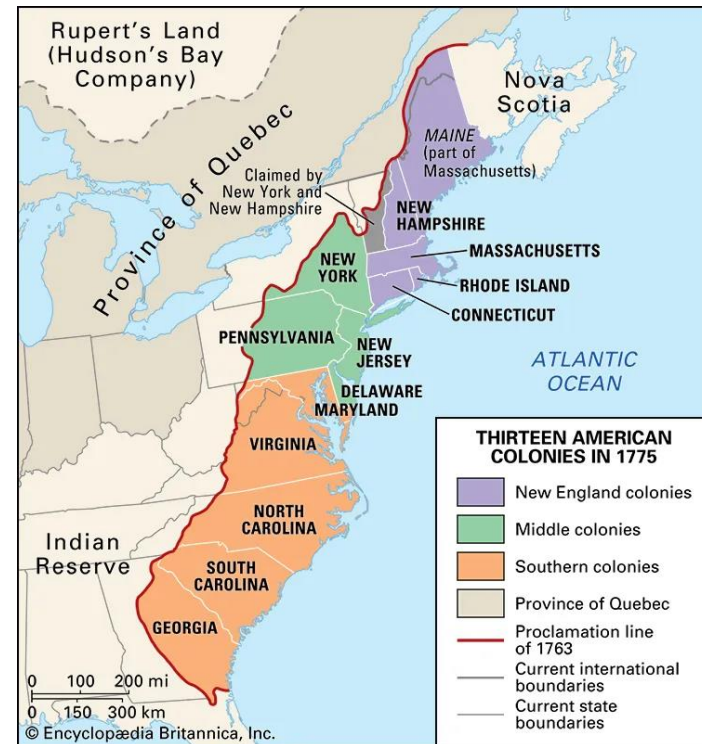 Rupert's Land
(Hudson's Bay
Company)
Province of Quebec
Nova
Scotia
MAINE
(part of
Massachusetts)
Claimed by
New York and
New Hampshire
NEW
HAMPSHIRE
MASSACHUSETTS
NEW
YORK
RHODE ISLAND
CONNECTICUT
PENNSYLVANIA
NEW
JERSEY
ATLANTIC
OCEAN
DELAWARE
MARYLAND
VIRGINIA
NORTH
CAROLINA
Indian
Reserve
SOUTH
CAROLINA
GEORGIA
THIRTEEN AMERICAN
COLONIES IN 1775
New England colonies
Middle colonies
Southern colonies
Province of Quebec
Proclamation line
of 1763
Current international
boundaries
Current state
boundaries
0 100 200 mi
0 150 300 km
© Encyclopædia Britannica, Inc.